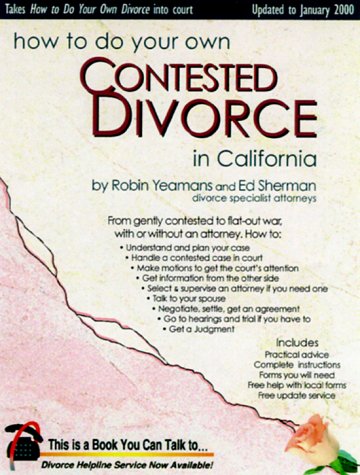 Takes How to Do Your Own Divorce into court Updated to January 2000
how to do your own
CONTESTED
DIVORCE
in California
by Robin Yeamans and Ed Sherman
divorce specialist attorneys
From gently contested to flat-out war,
with or without an attorney. How to:
• Understand and plan your case
• Handle a contested case in court
• Make motions to get the court's attention
• Get information from the other side
• Select & supervise an attorney if you need one
• Talk to your spouse
• Negotiate, settle, get an agreement
• Go to hearings and trial if you have to
• Get a Judgment
Includes
Practical advice
Complete instructions
Forms you will need
Free help with local forms
Free update service
This is a Book You Can Talk to...
Divorce Helpline Service Now Available!